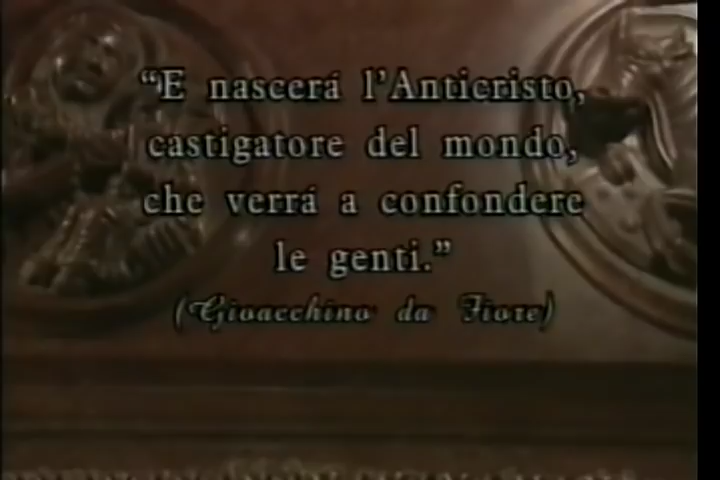 “E nascerá l’Anticristo,
castigatore del mondo,
che verrá a confondere
le genti.”
(Gioacchino da Fiore)